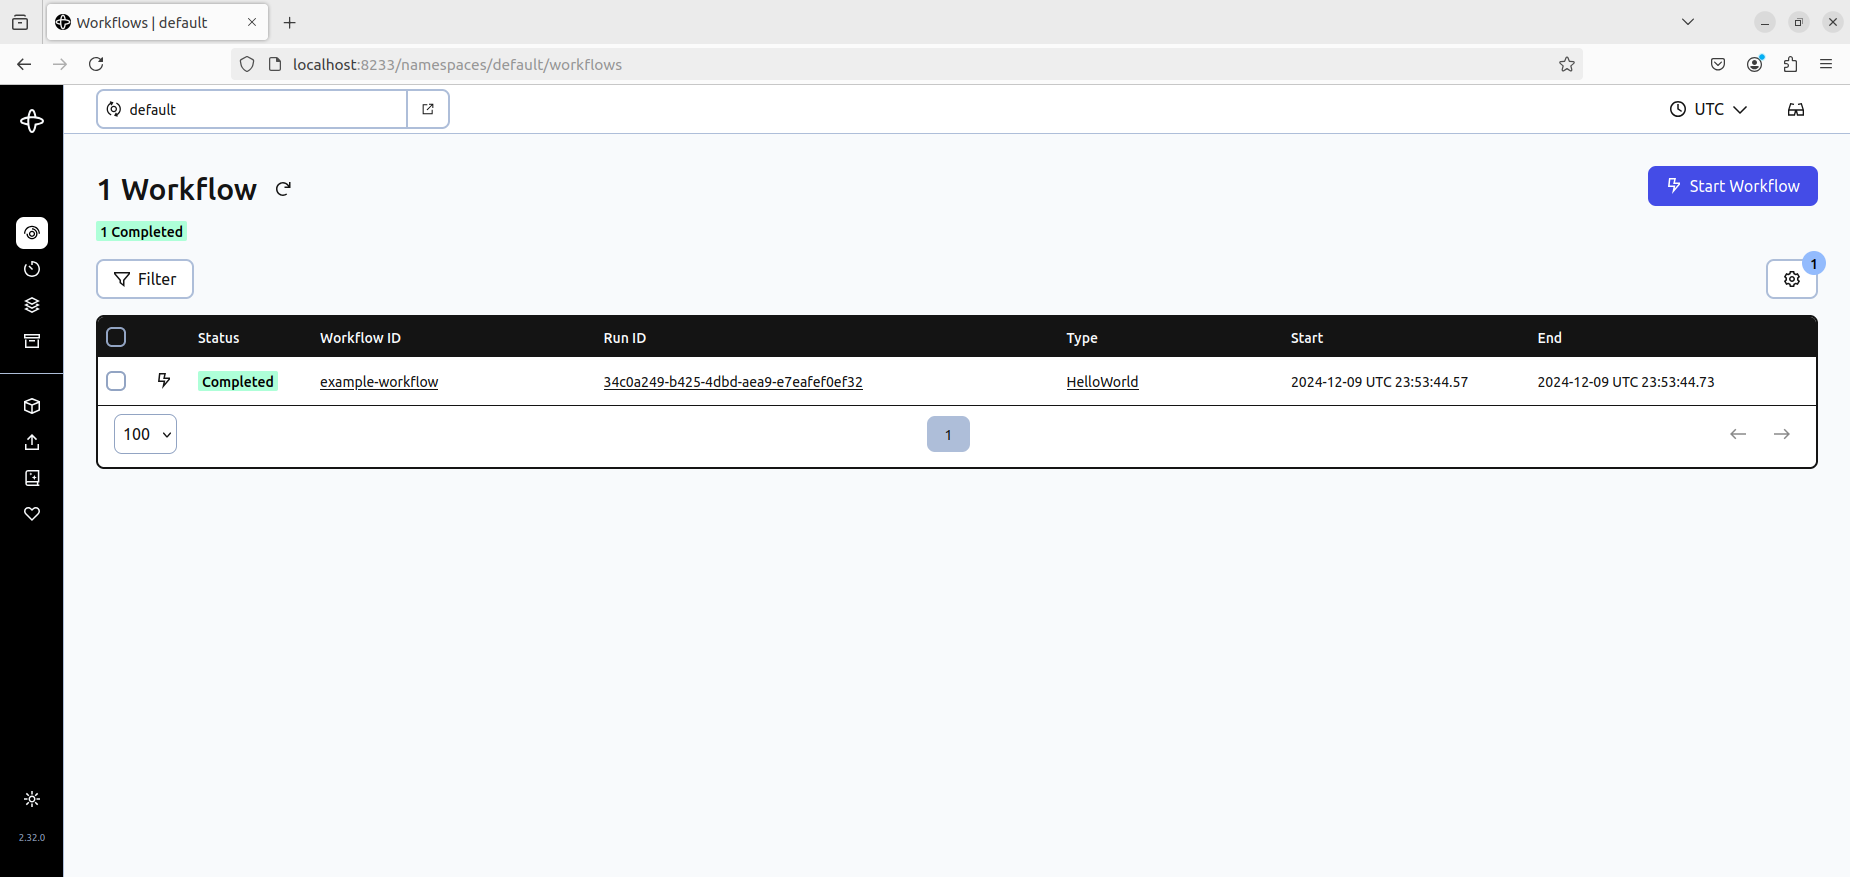 Workflows | default
localhost:8233/namespaces/default/workflows
default
UTC
1 Workflow
Start Workflow
1 Completed
Filter
1
Status Workflow ID Run ID Type Start End
Completed example-workflow 34c0a249-b425-4dbd-aea9-e7eafef0ef32 HelloWorld 2024-12-09 UTC 23:53:44.57 2024-12-09 UTC 23:53:44.73
100 1
2.32.0